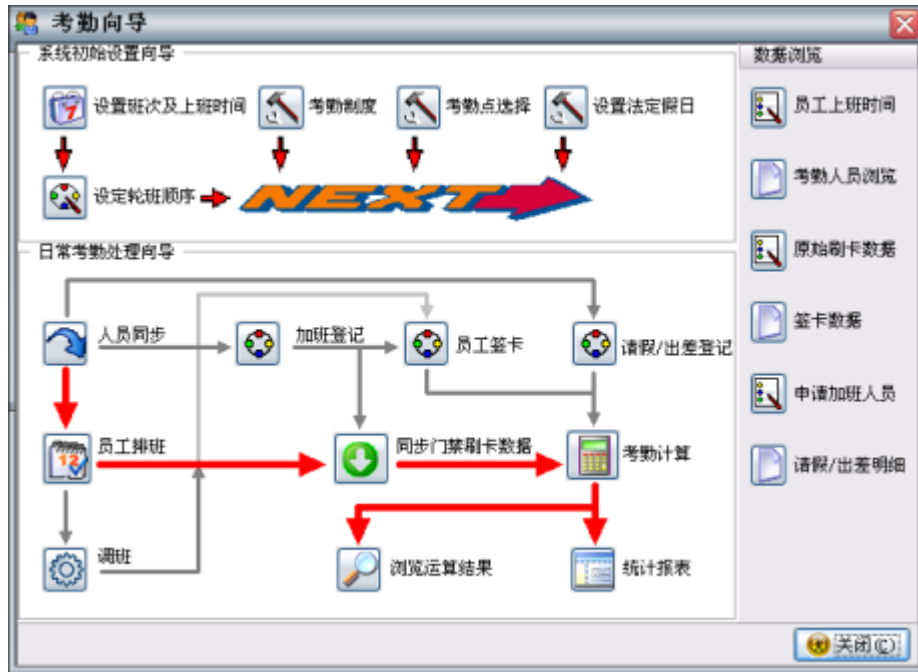 考勤向导
系统初始设置向导
设置班次及上班时间 考勤制度 考勤点选择 设置法定假日
设定轮班顺序 NEXT
日常考勤处理向导
人员同步 加班登记 员工签卡 请假/出差登记
员工排班 同步门禁刷卡数据 考勤计算
调班 浏览运算结果 统计报表
数据浏览
员工上班时间
考勤人员浏览
原始刷卡数据
签卡数据
申请加班人员
请假/出差明细
关闭(C)